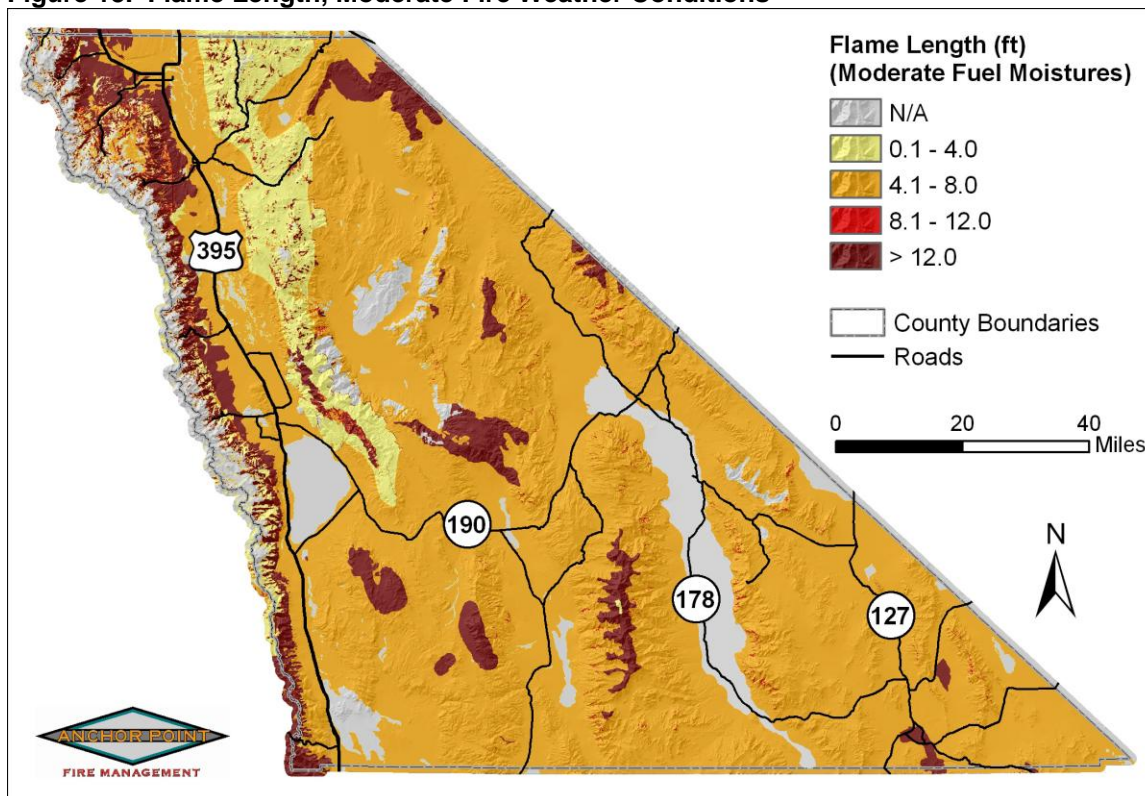 Flame Length (ft)
(Moderate Fuel Moistures)
N/A
0.1 - 4.0
4.1 - 8.0
8.1 - 12.0
> 12.0
County Boundaries
Roads
0 20 40
Miles
N
395
190
178
127
ANCHOR POINT
FIRE MANAGEMENT